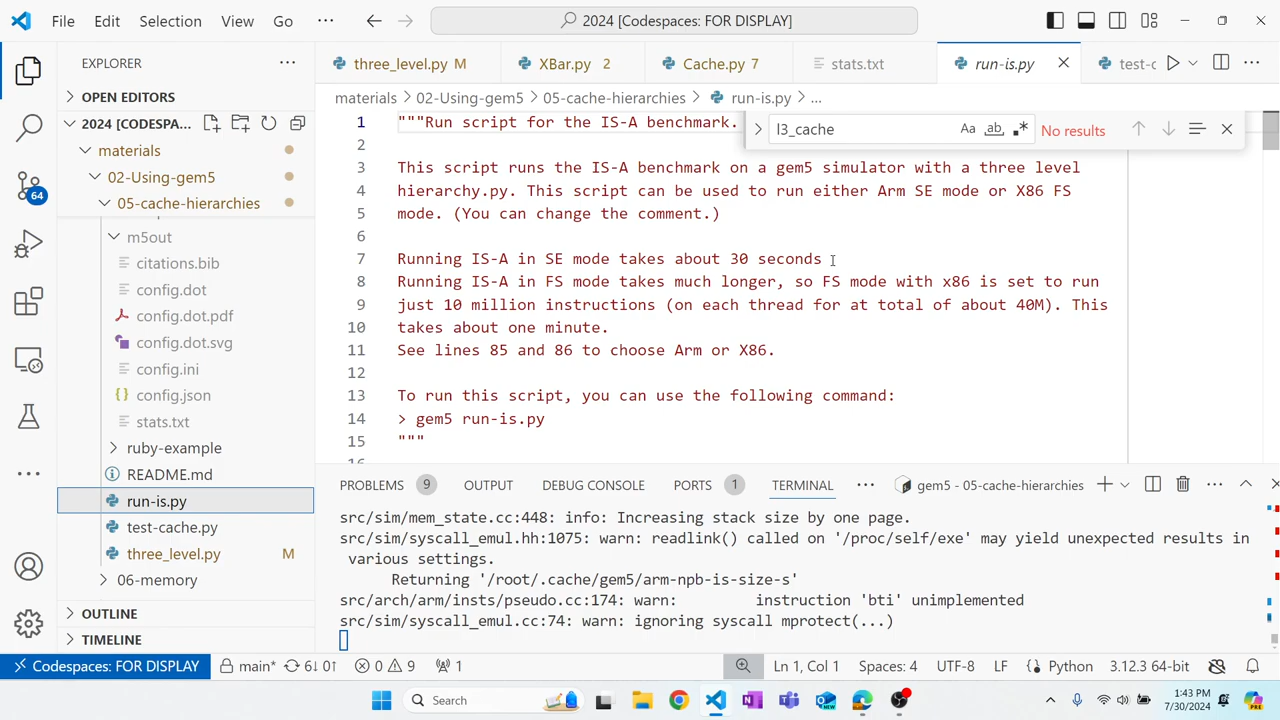 File Edit Selection View Go ···
2024 [Codespaces: FOR DISPLAY]
EXPLORER
OPEN EDITORS
2024 [CODESPA...
materials
02-Using-gem5
05-cache-hierarchies
m5out
citations.bib
config.dot
config.dot.pdf
config.dot.svg
config.ini
config.json
stats.txt
ruby-example
README.md
run-is.py
test-cache.py
three_level.py M
06-memory
OUTLINE
TIMELINE
64
three_level.py M XBar.py 2 Cache.py 7 stats.txt run-is.py test-c
materials > 02-Using-gem5 > 05-cache-hierarchies > run-is.py > ...
l3_cache Aa ab No results
1 """Run script for the IS-A benchmark.
2
3 This script runs the IS-A benchmark on a gem5 simulator with a three level
4 hierarchy.py. This script can be used to run either Arm SE mode or X86 FS
5 mode. (You can change the comment.)
6
7 Running IS-A in SE mode takes about 30 seconds
8 Running IS-A in FS mode takes much longer, so FS mode with x86 is set to run
9 just 10 million instructions (on each thread for at total of about 40M). This
10 takes about one minute.
11 See lines 85 and 86 to choose Arm or X86.
12
13 To run this script, you can use the following command:
14 > gem5 run-is.py
15 """
PROBLEMS 9 OUTPUT DEBUG CONSOLE PORTS 1 TERMINAL ··· gem5 - 05-cache-hierarchies
src/sim/mem_state.cc:448: info: Increasing stack size by one page.
src/sim/syscall_emul.hh:1075: warn: readlink() called on '/proc/self/exe' may yield unexpected results in
various settings.
Returning '/root/.cache/gem5/arm-npb-is-size-s'
src/arch/arm/insts/pseudo.cc:174: warn: instruction 'bti' unimplemented
src/sim/syscall_emul.cc:74: warn: ignoring syscall mprotect(...)
Codespaces: FOR DISPLAY main* 6↓ 0↑ 0 9 1 Ln 1, Col 1 Spaces: 4 UTF-8 LF Python 3.12.3 64-bit
Search
1:43 PM
7/30/2024